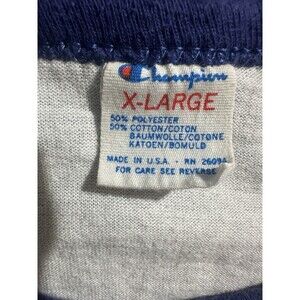 Champion
X-LARGE
50% POLYESTER
50% COTTON/COTON
BAUMWOLLE/COTONE
KATOEN/BOMULD
MADE IN U.S.A. - RN 26094
FOR CARE SEE REVERSE